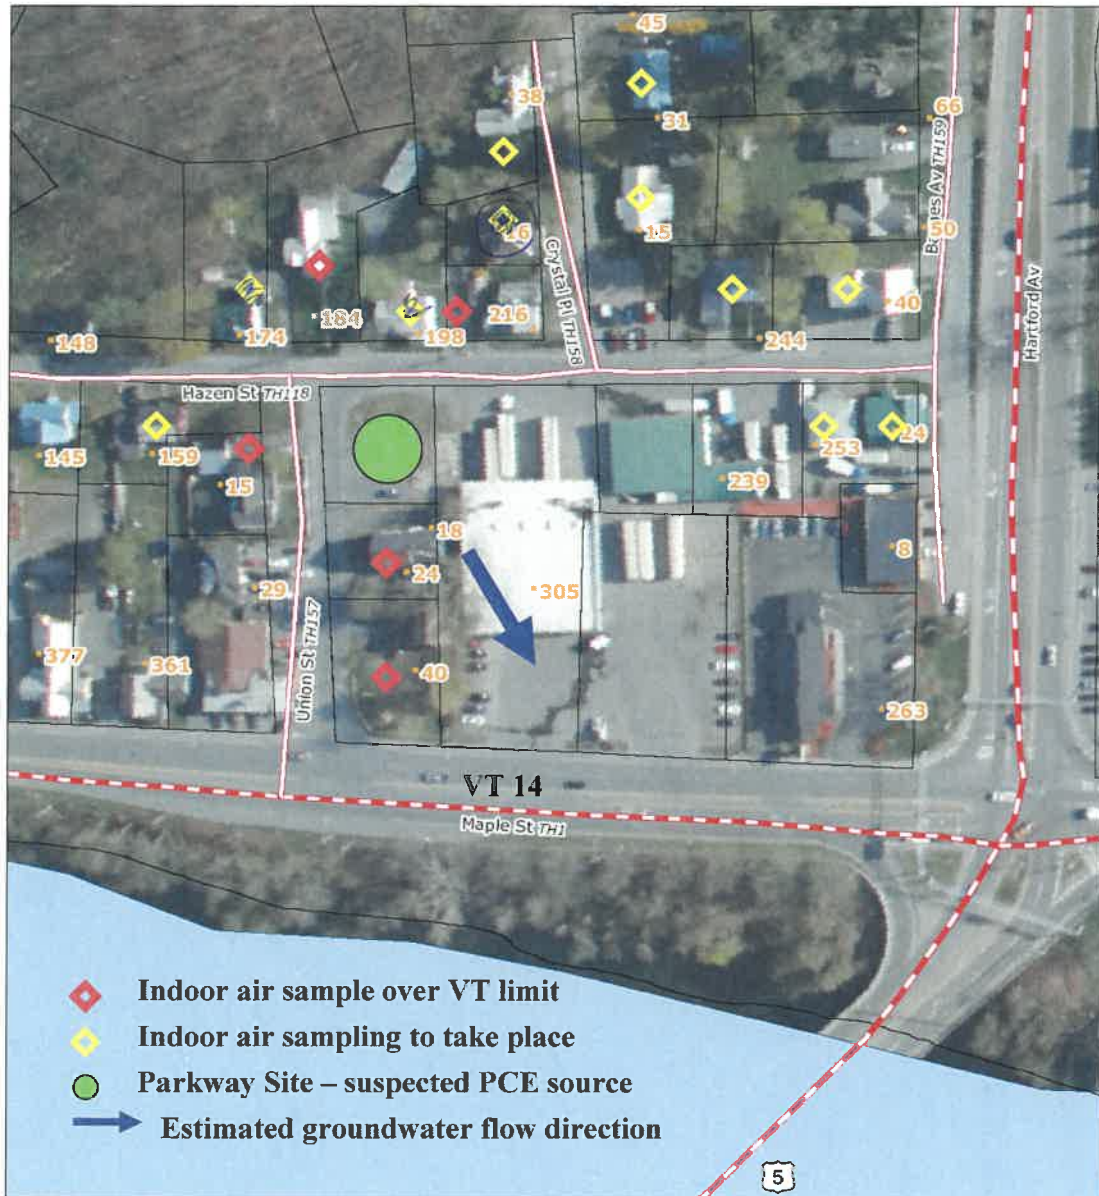 45
38
31
66
Barnes Av TH159
16
15
50
Crystal Pl TH158
Hartford Av
40
184
216
148
174
198
244
Hazen St TH118
145
159
15
253
24
239
18
24
8
29
305
Union St TH157
377
361
40
263
VT 14
Maple St TH1
Indoor air sample over VT limit
Indoor air sampling to take place
Parkway Site – suspected PCE source
Estimated groundwater flow direction
5